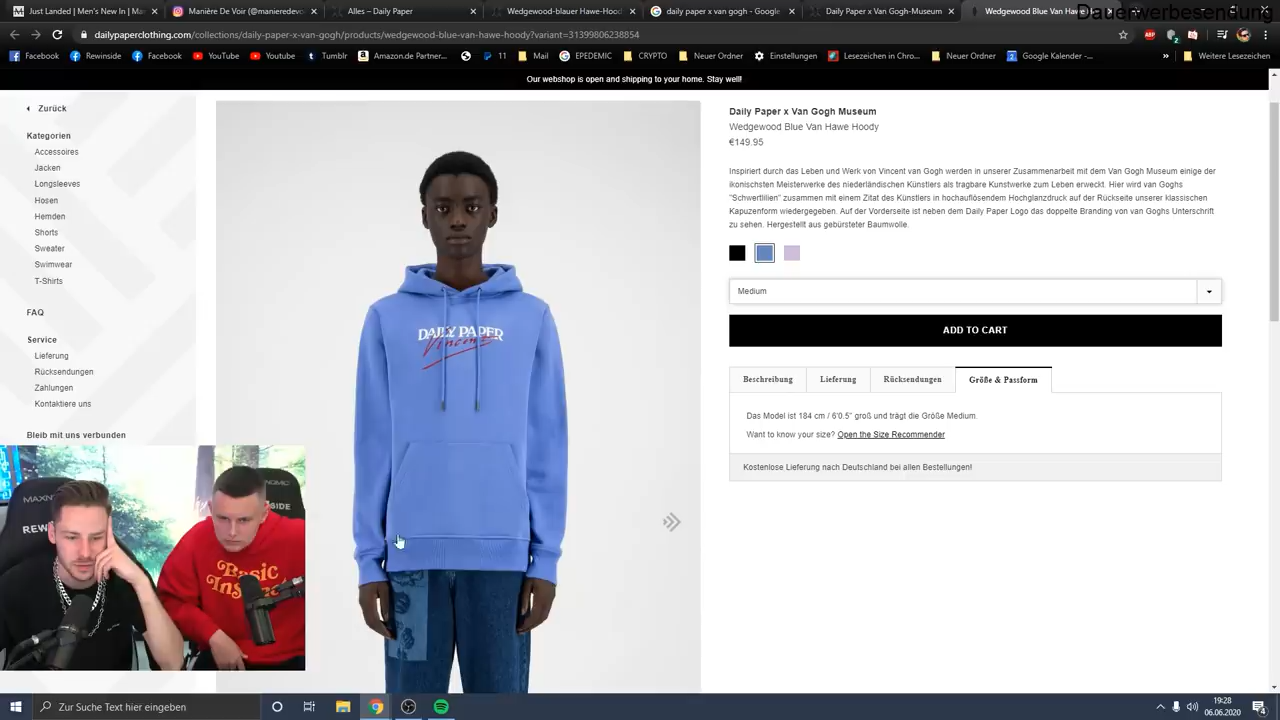 Just Landed | Men's New In | Man
Manière De Voir (@manierede
Alles – Daily Paper
Wedgewood-blauer-Hood
daily paper x van gogh - Goog
Daily Paper x Van Gogh-Museum
Wedgewood Bl
Dauerwerbesendung
dailypaperclothing.com/collections/daily-paper-x-van-gogh/products/wedgewood-blue-van-hawe-hoody?variant=31399806238854
Facebook
Rewinside
Facebook
YouTube
Youtube
Tumblr
Amazon.de Partner...
11
Mail
EPEDEMIC
CRYPTO
Neuer Ordner
Einstellungen
Lesezeichen in Chro...
Neuer Ordner
Google Kalender -...
Weitere Lesezeichen
Our webshop is open and shipping to your home. Stay well!
Zurück
Kategorien
Accessoires
Jacken
Longsleeves
Hosen
Hemden
Shorts
Sweater
Swimwear
T-Shirts
FAQ
Service
Lieferung
Rücksendungen
Zahlungen
Kontaktiere uns
Bleib mit uns verbunden
DAILY PAPER
Vincent
Daily Paper x Van Gogh Museum
Wedgewood Blue Van Hawe Hoody
€149.95
Inspiriert durch das Leben und Werk von Vincent van Gogh werden in unserer Zusammenarbeit mit dem Van Gogh Museum einige der
ikonischsten Meisterwerke des niederländischen Künstlers als tragbare Kunstwerke zum Leben erweckt. Hier wird van Goghs
"Schwertlilien" zusammen mit einem Zitat des Künstlers in hochauflösendem Hochglanzdruck auf der Rückseite unserer klassischen
Kapuzenform wiedergegeben. Auf der Vorderseite ist neben dem Daily Paper Logo das doppelte Branding von van Goghs Unterschrift
zu sehen. Hergestellt aus gebürsteter Baumwolle.
Medium
ADD TO CART
Beschreibung
Lieferung
Rücksendungen
Größe & Passform
Das Model ist 184 cm / 6'0.5" groß und trägt die Größe Medium.
Want to know your size? Open the Size Recommender
Kostenlose Lieferung nach Deutschland bei allen Bestellungen!
REW
SIDE
Basic
Zur Suche Text hier eingeben
19:28
06.06.2020
4